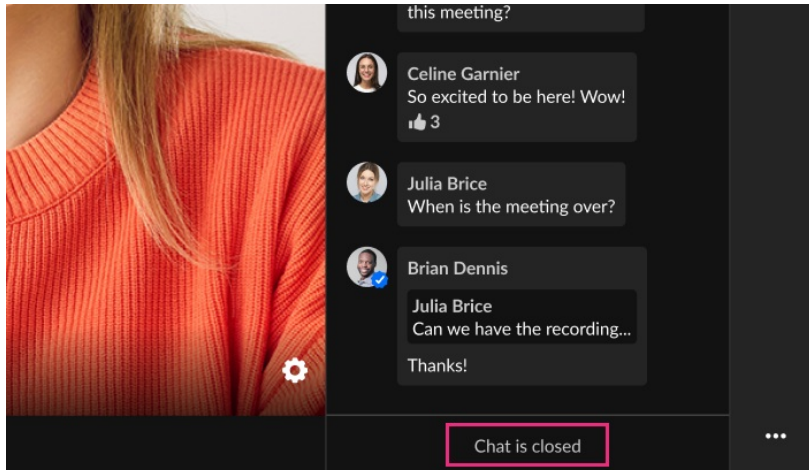 this meeting?
Celine Garnier
So excited to be here! Wow!
3
Julia Brice
When is the meeting over?
Brian Dennis
Julia Brice
Can we have the recording...
Thanks!
Chat is closed